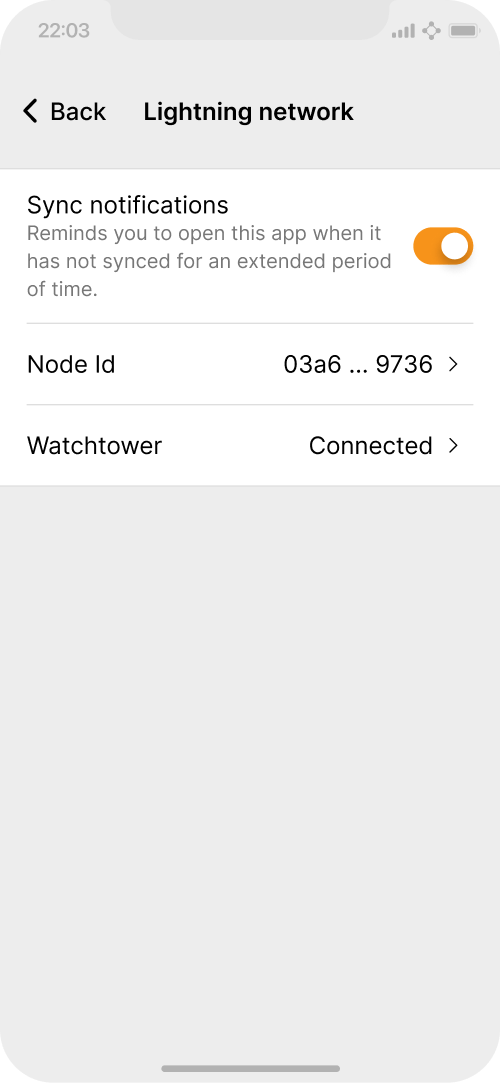 22:03
Back Lightning network
Sync notifications
Reminds you to open this app when it
has not synced for an extended period
of time.
Node Id 03a6 ... 9736
Watchtower Connected